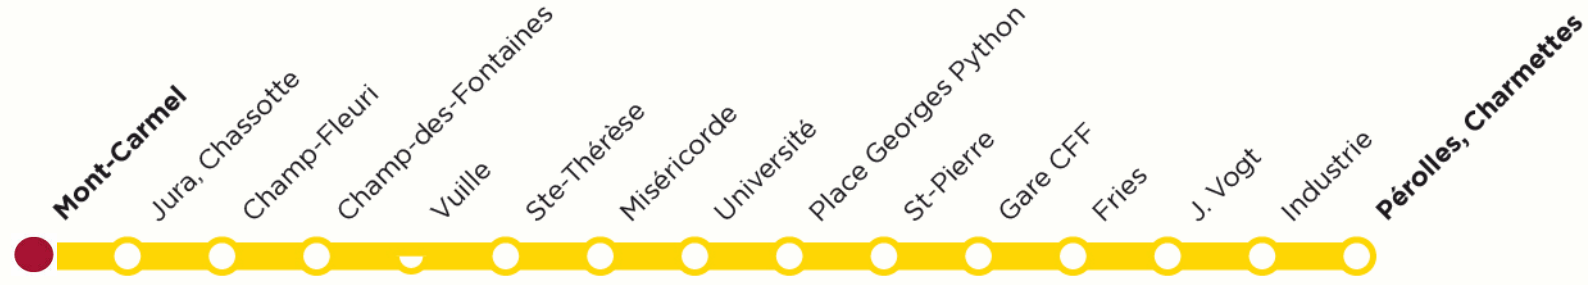 Mont-Carmel
Jura, Chassotte
Champ-Fleuri
Champ-des-Fontaines
Vuille
Ste-Thérèse
Miséricorde
Université
Place Georges Python
St-Pierre
Gare CFF
Fries
J. Vogt
Industrie
Pérolles, Charmettes